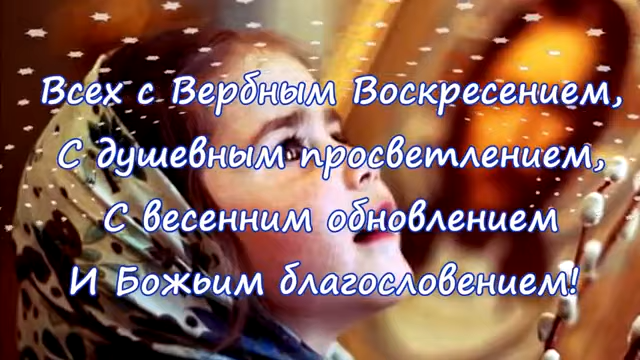 Всех с Вербным Воскресением,
С душевным просветлением,
С весенним обновлением
И Божьим благословением!